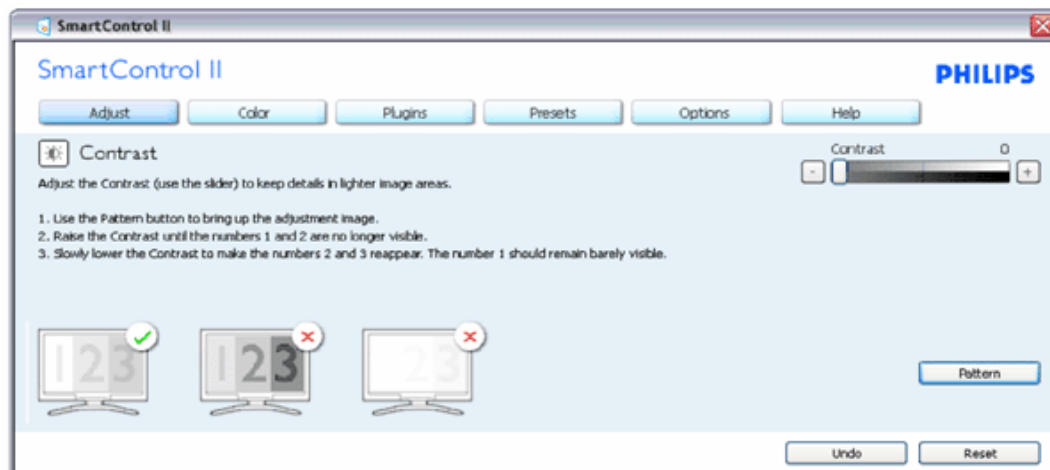 SmartControl II
SmartControl II
PHILIPS
Adjust Color Plugins Presets Options Help
Contrast
Contrast 0
- +
Adjust the Contrast (use the slider) to keep details in lighter image areas.
1. Use the Pattern button to bring up the adjustment image.
2. Raise the Contrast until the numbers 1 and 2 are no longer visible.
3. Slowly lower the Contrast to make the numbers 2 and 3 reappear. The number 1 should remain barely visible.
123 123 23
Pattern
Undo Reset